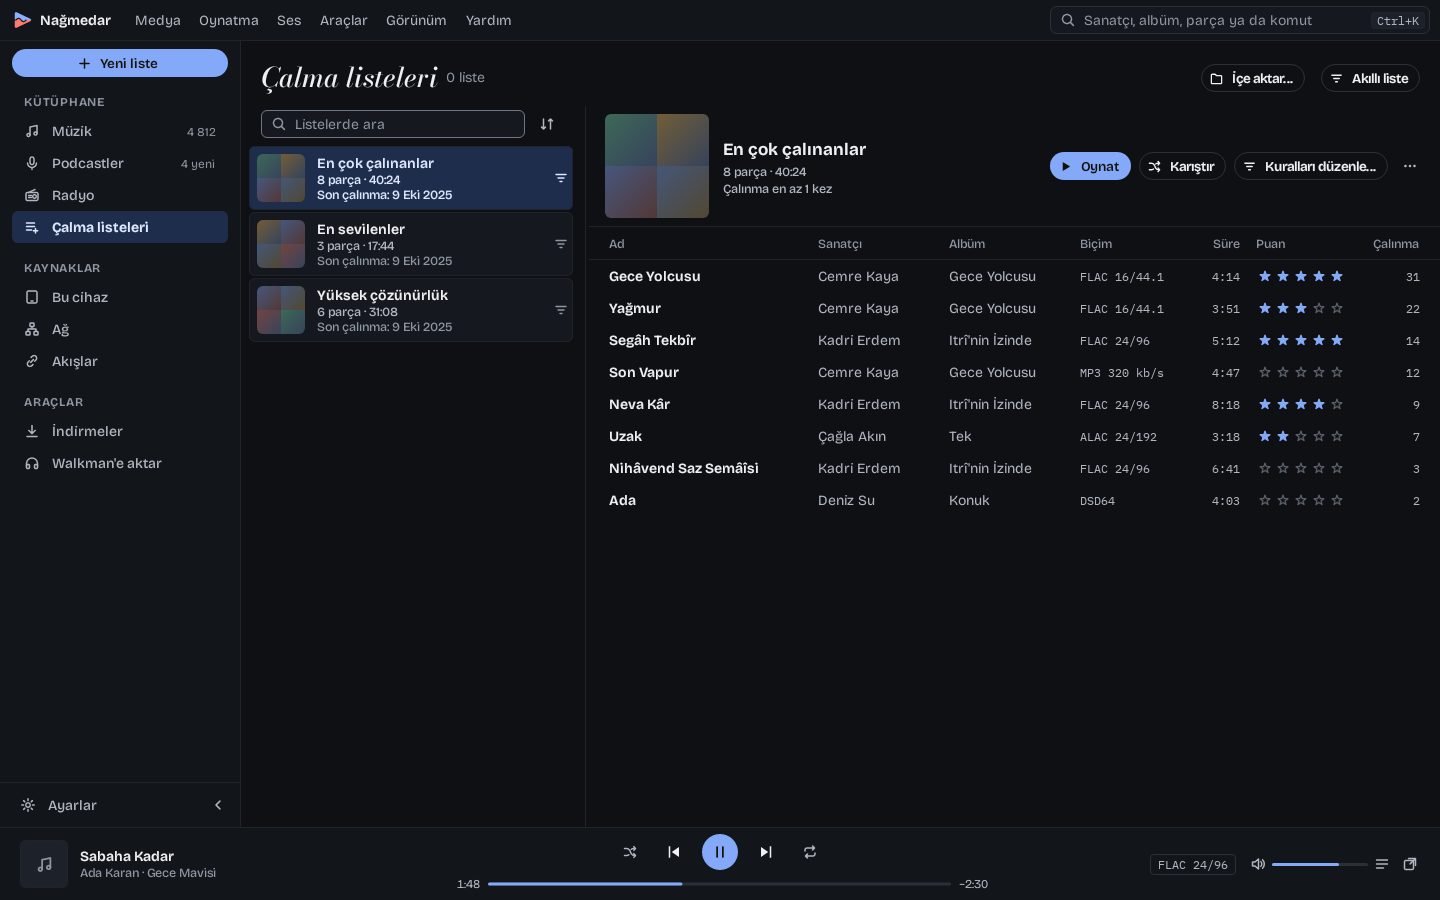 Nağmedar
Medya Oynatma Ses Araçlar Görünüm Yardım
Sanatçı, albüm, parça ya da komut Ctrl+K
Yeni liste
KÜTÜPHANE
Müzik 4 812
Podcastler 4 yeni
Radyo
Çalma listeleri
KAYNAKLAR
Bu cihaz
Ağ
Akışlar
ARAÇLAR
İndirmeler
Walkman'e aktar
Ayarlar
Çalma listeleri 0 liste
İçe aktar... Akıllı liste
Listelerde ara
En çok çalınanlar
8 parça · 40:24
Son çalınma: 9 Eki 2025
En sevilenler
3 parça · 17:44
Son çalınma: 9 Eki 2025
Yüksek çözünürlük
6 parça · 31:08
Son çalınma: 9 Eki 2025
En çok çalınanlar
8 parça · 40:24
Çalınma en az 1 kez
Oynat Karıştır Kuralları düzenle...
Ad Sanatçı Albüm Biçim Süre Puan Çalınma
Gece Yolcusu Cemre Kaya Gece Yolcusu FLAC 16/44.1 4:14 31
Yağmur Cemre Kaya Gece Yolcusu FLAC 16/44.1 3:51 22
Segâh Tekbîr Kadri Erdem Itrî'nin İzinde FLAC 24/96 5:12 14
Son Vapur Cemre Kaya Gece Yolcusu MP3 320 kb/s 4:47 12
Neva Kâr Kadri Erdem Itrî'nin İzinde FLAC 24/96 8:18 9
Uzak Çağla Akın Tek ALAC 24/192 3:18 7
Nihâvend Saz Semâîsi Kadri Erdem Itrî'nin İzinde FLAC 24/96 6:41 3
Ada Deniz Su Konuk DSD64 4:03 2
Sabaha Kadar
Ada Karan · Gece Mavisi
1:48 −2:30
FLAC 24/96